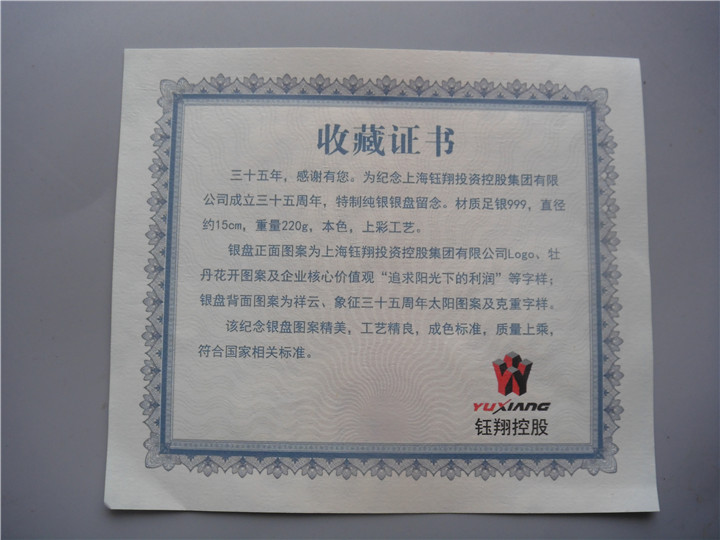 收藏证书
三十五年，感谢有您。为纪念上海钰翔投资控股集团有限
公司成立三十五周年，特制纯银银盘留念。材质足银999，直径
约15cm，重量220g，本色，上彩工艺。
银盘正面图案为上海钰翔投资控股集团有限公司Logo、牡
丹花开图案及企业核心价值观“追求阳光下的利润”等字样；
银盘背面图案为祥云、象征三十五周年太阳图案及克重字样。
该纪念银盘图案精美，工艺精良，成色标准，质量上乘，
符合国家相关标准。
YUXIANG
钰翔控股